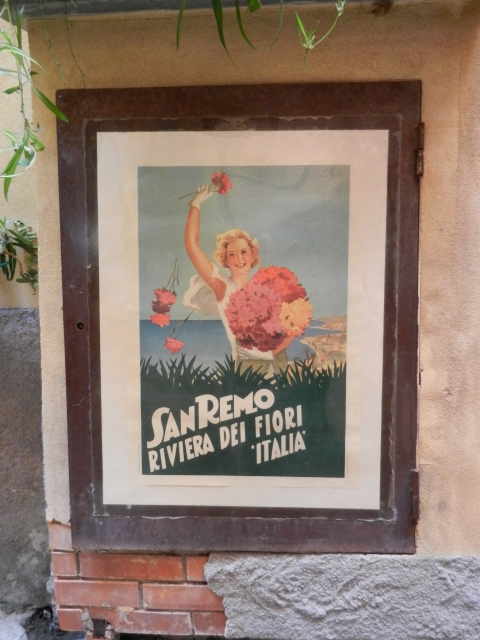 SANREMO
RIVIERA DEI FIORI
"ITALIA"